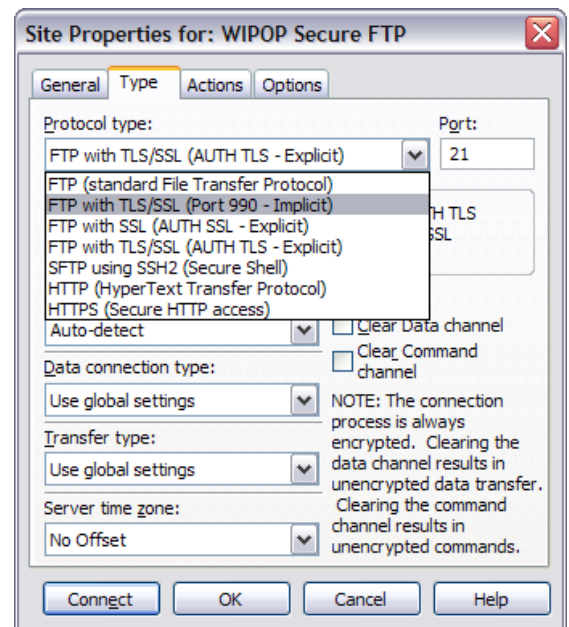 Site Properties for: WIPOP Secure FTP
General Type Actions Options
Protocol type:
Port:
FTP with TLS/SSL (AUTH TLS - Explicit)
21
FTP (standard File Transfer Protocol)
FTP with TLS/SSL (Port 990 - Implicit)
FTP with SSL (AUTH SSL - Explicit)
FTP with TLS/SSL (AUTH TLS - Explicit)
SFTP using SSH2 (Secure Shell)
HTTP (HyperText Transfer Protocol)
HTTPS (Secure HTTP access)
TH TLS
SSL
Auto-detect
Clear Data channel
Clear Command
channel
Data connection type:
Use global settings
Transfer type:
Use global settings
Server time zone:
No Offset
NOTE: The connection
process is always
encrypted. Clearing the
data channel results in
unencrypted data transfer.
Clearing the command
channel results in
unencrypted commands.
Connect OK Cancel Help